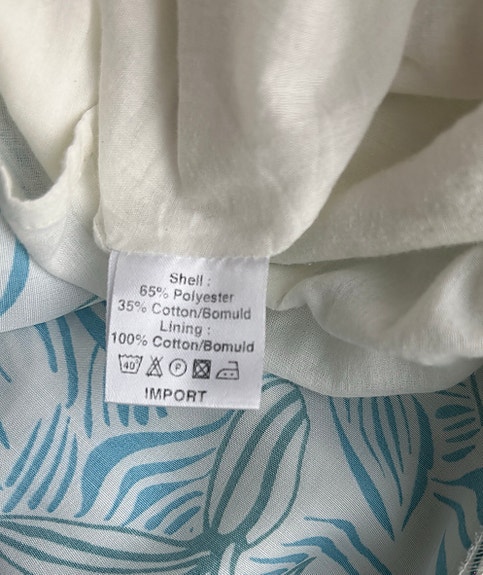 Shell :
65% Polyester
35% Cotton/Bomuld
Lining :
100% Cotton/Bomuld
40° P
IMPORT